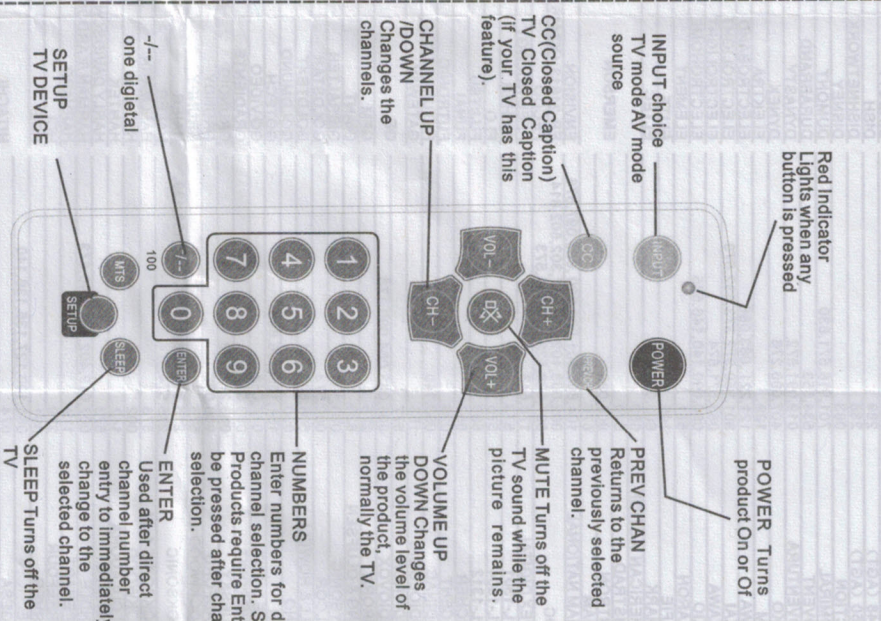 Red Indicator
Lights when any
button is pressed
INPUT choice
TV mode AV mode
source
CC(Closed Caption)
TV Closed Caption
(if your TV has this
feature).
CHANNEL UP
/DOWN
Changes the
channels.
-/--
one digietal
SETUP
TV DEVICE
INPUT
POWER
CC
CH+
VOL-
VOL+
CH-
1
2
3
4
5
6
7
8
9
-/--
100
0
ENTER
MTS
SLEEP
SETUP
POWER Turns
product On or Of
PREV CHAN
Returns to the
previously selected
channel.
MUTE Turns off the
TV sound while the
picture remains.
VOLUME UP
DOWN Changes
the volume level of
the product,
normally the TV.
NUMBERS
Enter numbers for d
channel selection. S
Products require Ent
be pressed after cha
selection.
ENTER
Used after direct
channel number
entry to immediately
change to the
selected channel.
SLEEP Turns off the
TV